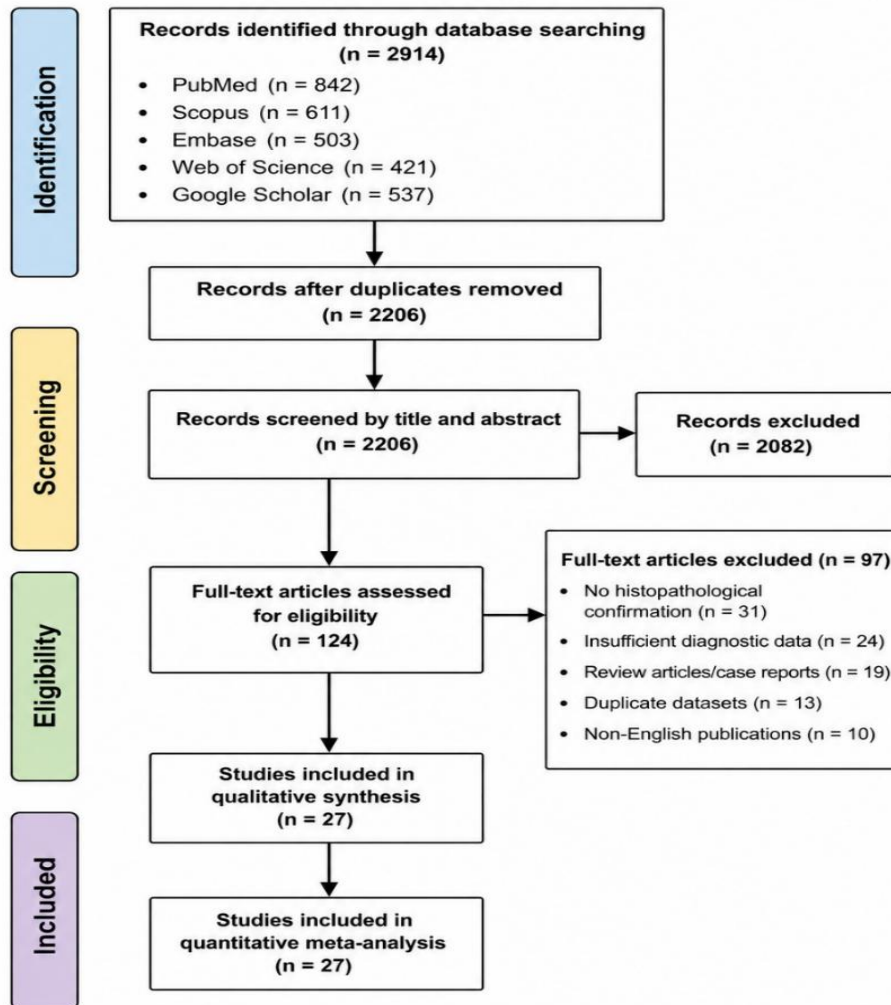 Identification
Records identified through database searching
(n = 2914)
• PubMed (n = 842)
• Scopus (n = 611)
• Embase (n = 503)
• Web of Science (n = 421)
• Google Scholar (n = 537)
Records after duplicates removed
(n = 2206)
Screening
Records screened by title and abstract
(n = 2206)
Records excluded
(n = 2082)
Eligibility
Full-text articles assessed
for eligibility
(n = 124)
Full-text articles excluded (n = 97)
• No histopathological
confirmation (n = 31)
• Insufficient diagnostic data (n = 24)
• Review articles/case reports (n = 19)
• Duplicate datasets (n = 13)
• Non-English publications (n = 10)
Studies included in
qualitative synthesis
(n = 27)
Included
Studies included in
quantitative meta-analysis
(n = 27)